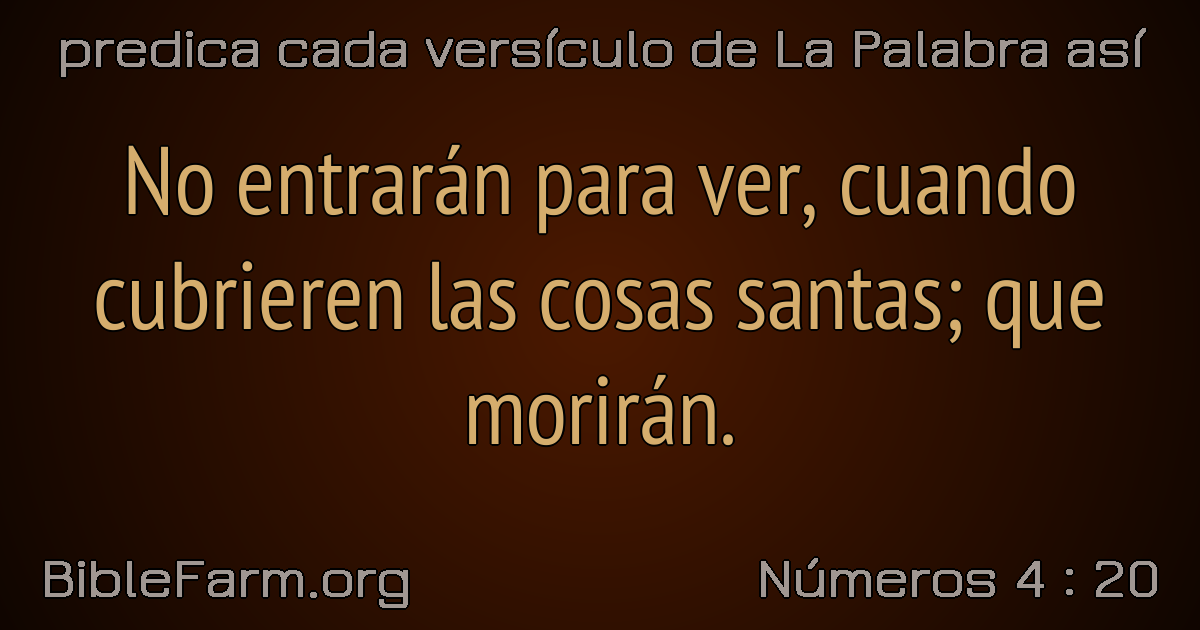 predica cada versículo de La Palabra así
No entrarán para ver, cuando
cubrieren las cosas santas; que
morirán.
BibleFarm.org
Números 4 : 20